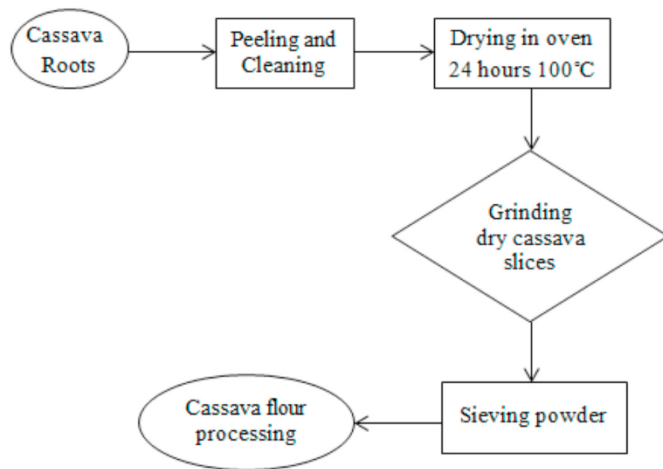 Cassava
Roots
Peeling and
Cleaning
Drying in oven
24 hours 100℃
Grinding
dry cassava
slices
Sieving powder
Cassava flour
processing